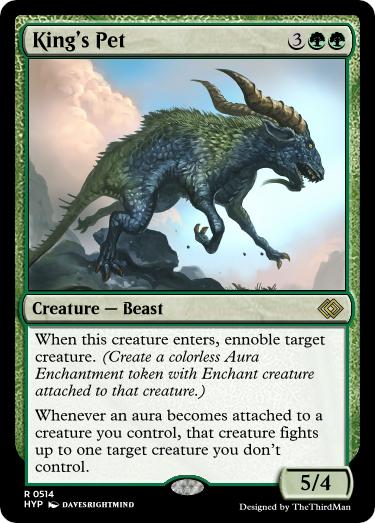 King's Pet 3
Creature — Beast
When this creature enters, ennoble target
creature. (Create a colorless Aura
Enchantment token with Enchant creature
attached to that creature.)
Whenever an aura becomes attached to a
creature you control, that creature fights
up to one target creature you don't
control.
5/4
R 0514
HYP DAVESRIGHTMIND
Designed by TheThirdMan